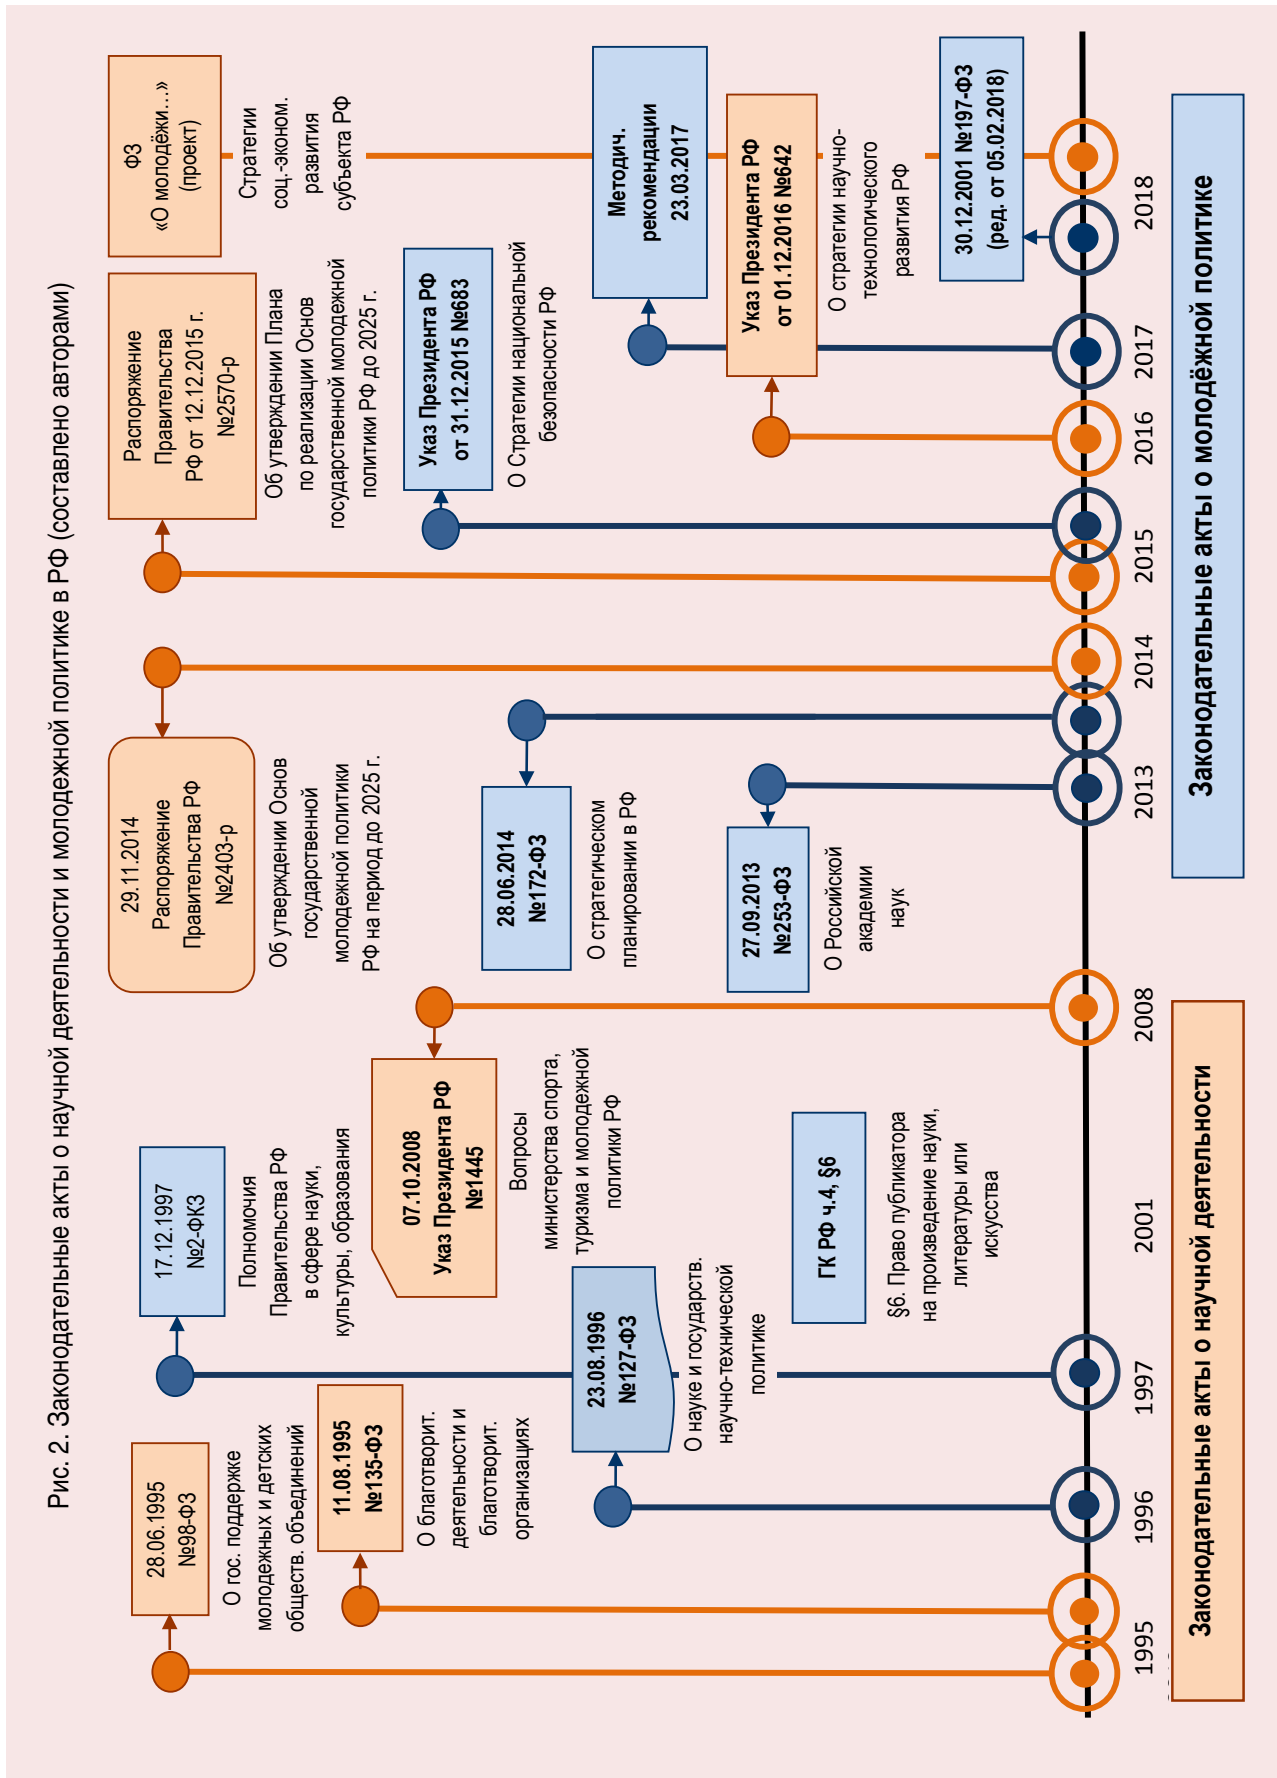 Рис. 2. Законодательные акты о научной деятельности и молодежной политике в РФ (составлено авторами)
28.06.1995
№98-ФЗ
О гос. поддержке
молодежных и детских
обществ. объединений
11.08.1995
№135-ФЗ
О благотворит.
деятельности и
благотворит.
организациях
17.12.1997
№2-ФКЗ
Полномочия
Правительства РФ
в сфере науки,
культуры, образования
07.10.2008
Указ Президента РФ
№1445
Вопросы
министерства спорта,
туризма и молодежной
политики РФ
23.08.1996
№127-ФЗ
О науке и государств.
научно-технической
политике
ГК РФ ч.4, §6
§6. Право публикатора
на произведение науки,
литературы или
искусства
29.11.2014
Распоряжение
Правительства РФ
№2403-р
Об утверждении Основ
государственной
молодежной политики
РФ на период до 2025 г.
28.06.2014
№172-ФЗ
О стратегическом
планировании в РФ
27.09.2013
№253-ФЗ
О Российской
академии
наук
Распоряжение
Правительства
РФ от 12.12.2015 г.
№2570-р
Об утверждении Плана
по реализации Основ
государственной молодежной
политики РФ до 2025 г.
Указ Президента РФ
от 31.12.2015 №683
О Стратегии национальной
безопасности РФ
ФЗ
«О молодёжи…»
(проект)
Стратегии
соц.-эконом.
развития
субъекта РФ
Методич.
рекомендации
23.03.2017
Указ Президента РФ
от 01.12.2016 №642
О стратегии научно-
технологического
развития РФ
30.12.2001 №197-ФЗ
(ред. от 05.02.2018)
1995
1996
1997
2001
2008
2013
2014
2015
2016
2017
2018
Законодательные акты о научной деятельности
Законодательные акты о молодёжной политике